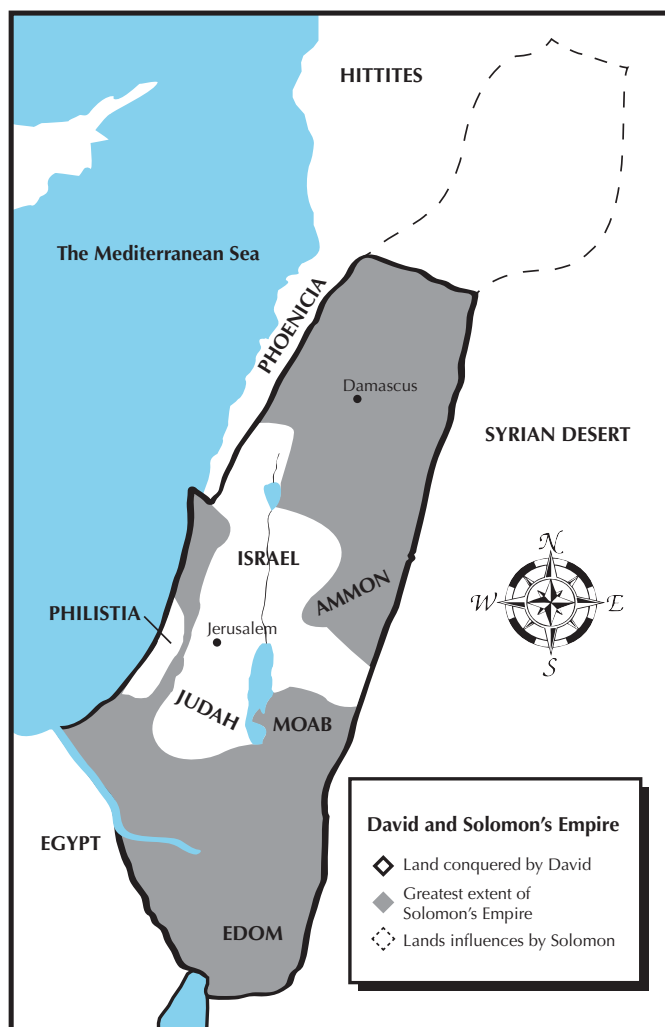 HITTITES
The Mediterranean Sea
PHOENICIA
Damascus
SYRIAN DESERT
ISRAEL
AMMON
PHILISTIA
Jerusalem
JUDAH
MOAB
EGYPT
EDOM
N
W
E
S
David and Solomon's Empire
Land conquered by David
Greatest extent of
Solomon's Empire
Lands influences by Solomon